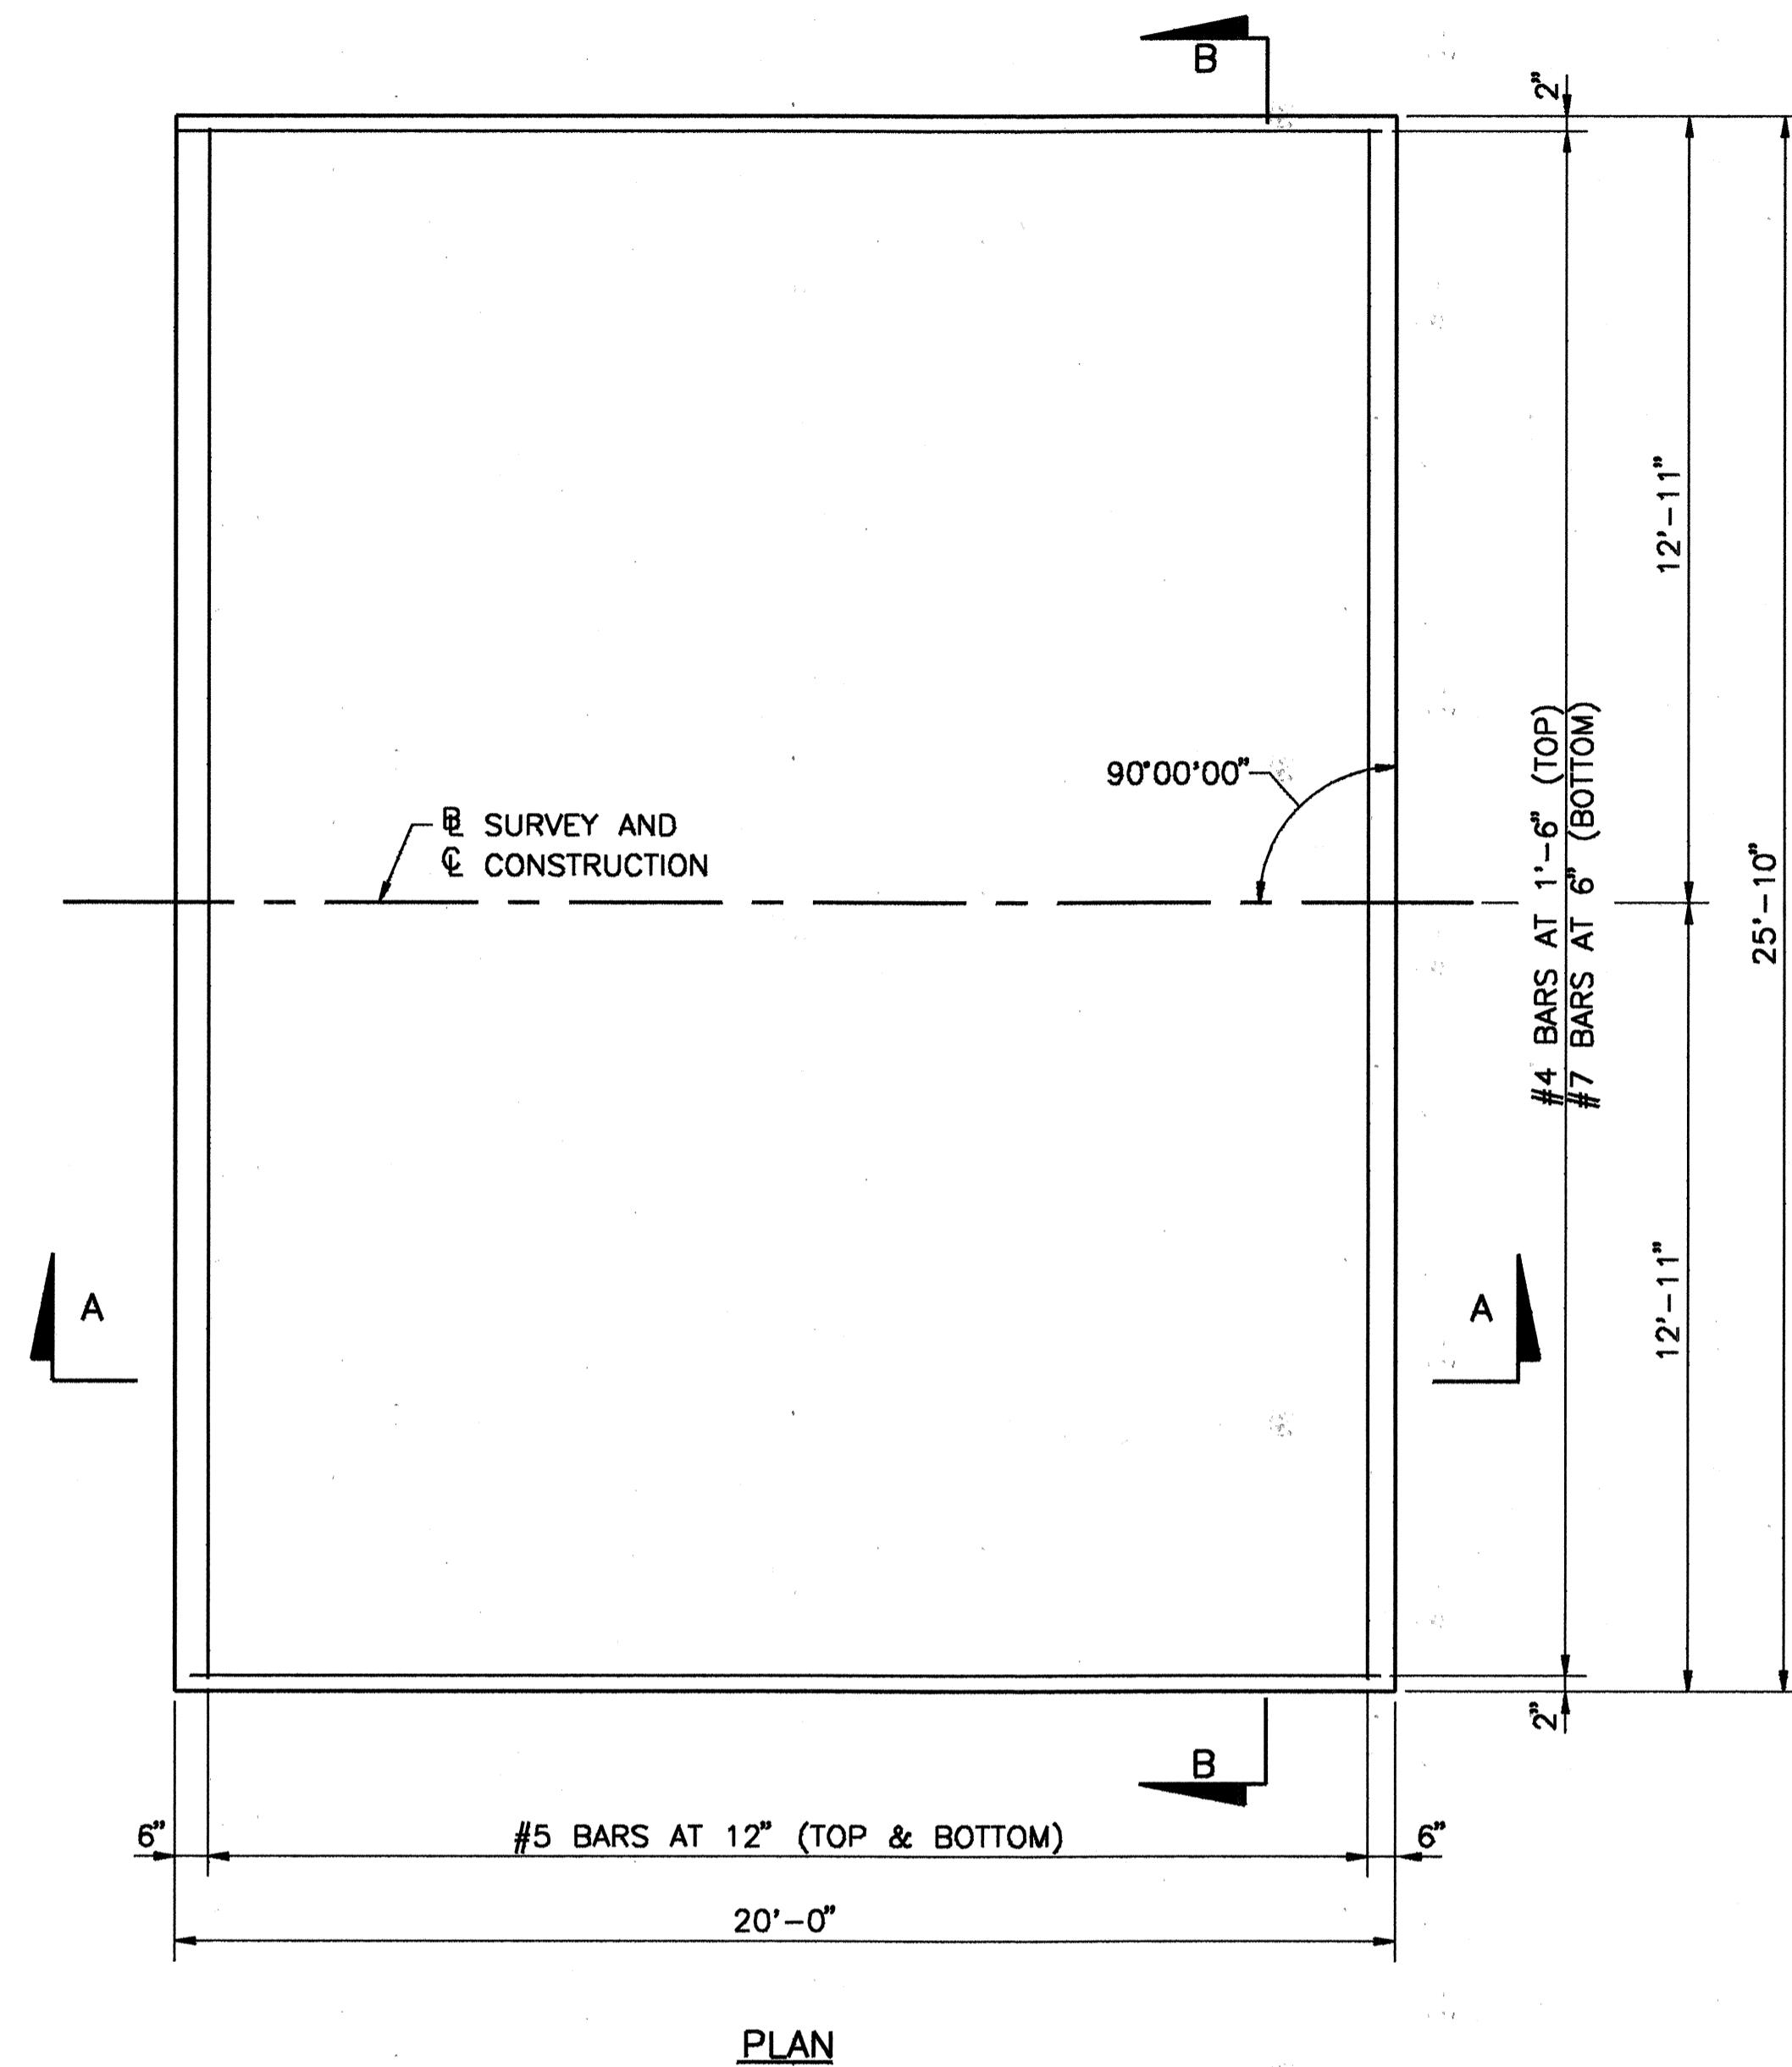 B
2"
12'-11"
90°00'00"
℄ SURVEY AND
℄ CONSTRUCTION
#4 BARS AT 1'-6" (TOP)
#7 BARS AT 6" (BOTTOM)
25'-10"
A
A
12'-11"
2"
B
6"
#5 BARS AT 12" (TOP & BOTTOM)
6"
20'-0"
PLAN